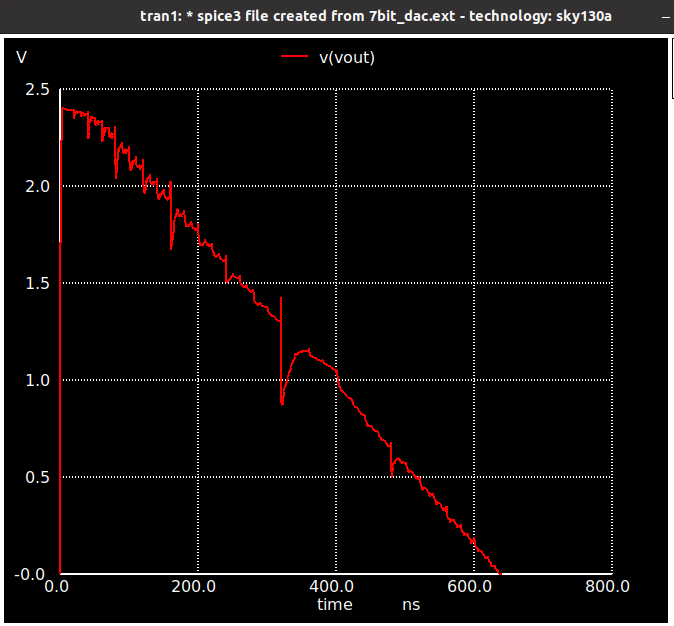 tran1: * spice3 file created from 7bit_dac.ext - technology: sky130a
V
v(vout)
2.5
2.0
1.5
1.0
0.5
-0.0
0.0 200.0 400.0 600.0 800.0
time ns